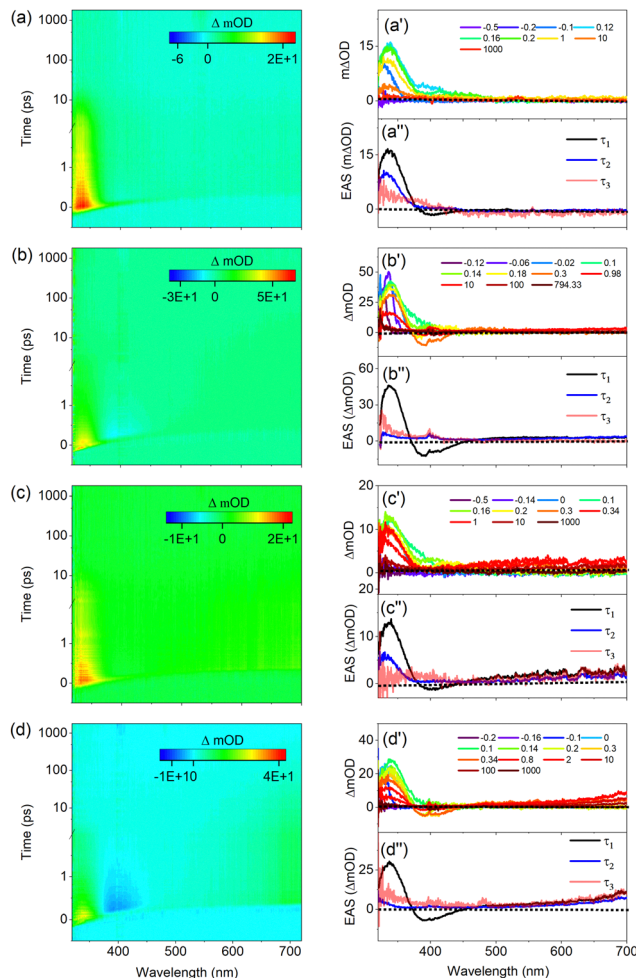 (a)
Δ mOD
-6 0 2E+1
Time (ps)
1000
100
10
1
0
(a')
-0.5 -0.2 -0.1 0.12
0.16 0.2 1 10
1000
mΔOD
15
0
(a'')
EAS (mΔOD)
15
0
τ1
τ2
τ3
(b)
Δ mOD
-3E+1 0 5E+1
Time (ps)
1000
100
10
1
0
(b')
-0.12 -0.06 -0.02 0.1
0.14 0.18 0.3 0.98
10 100 794.33
ΔmOD
50
25
0
(b'')
EAS (ΔmOD)
60
30
0
τ1
τ2
τ3
(c)
Δ mOD
-1E+1 0 2E+1
Time (ps)
1000
100
10
1
0
(c')
-0.5 -0.14 0 0.1
0.16 0.2 0.3 0.34
1 10 1000
ΔmOD
20
10
0
20
(c'')
EAS (ΔmOD)
10
0
τ1
τ2
τ3
(d)
Δ mOD
-1E+10 4E+1
Time (ps)
1000
100
10
1
0
400 500 600 700
Wavelength (nm)
(d')
-0.2 -0.16 -0.1 0
0.1 0.14 0.2 0.3
0.34 0.8 2 10
100 1000
ΔmOD
40
20
0
(d'')
EAS (ΔmOD)
25
0
τ1
τ2
τ3
400 500 600 700
Wavelength (nm)